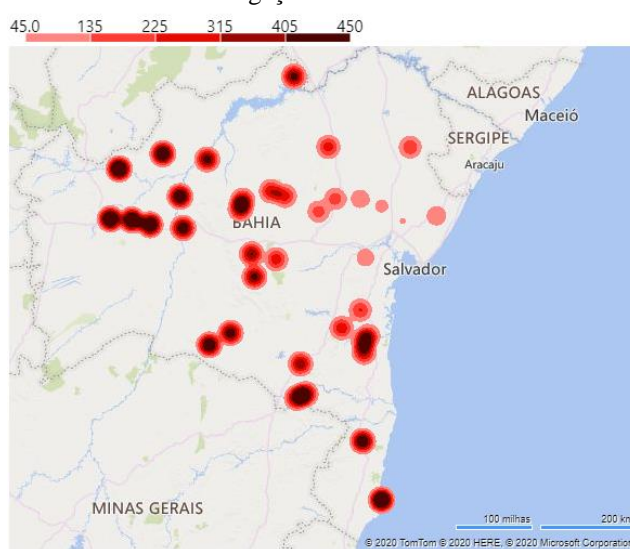 45.0 135 225 315 405 450
ALAGOAS
Maceió
SERGIPE
Aracaju
BAHIA
Salvador
MINAS GERAIS
100 milhas 200 km
© 2020 TomTom © 2020 HERE, © 2020 Microsoft Corporation